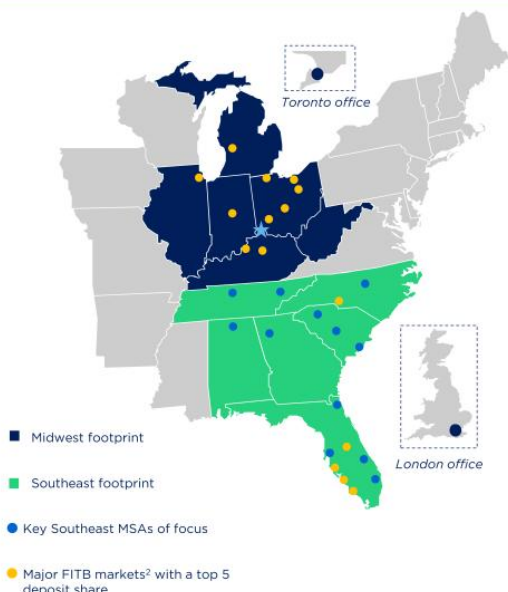 Toronto office
London office
Midwest footprint
Southeast footprint
Key Southeast MSAs of focus
Major FITB markets² with a top 5
deposit share